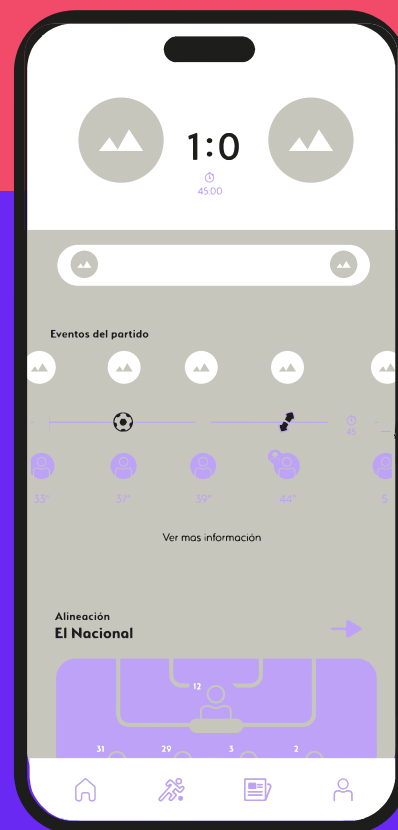 1:0
45:00
Eventos del partido
45
33" 37" 39" 44" 5
Ver mas información
Alineación
El Nacional
12
31 29 3 2